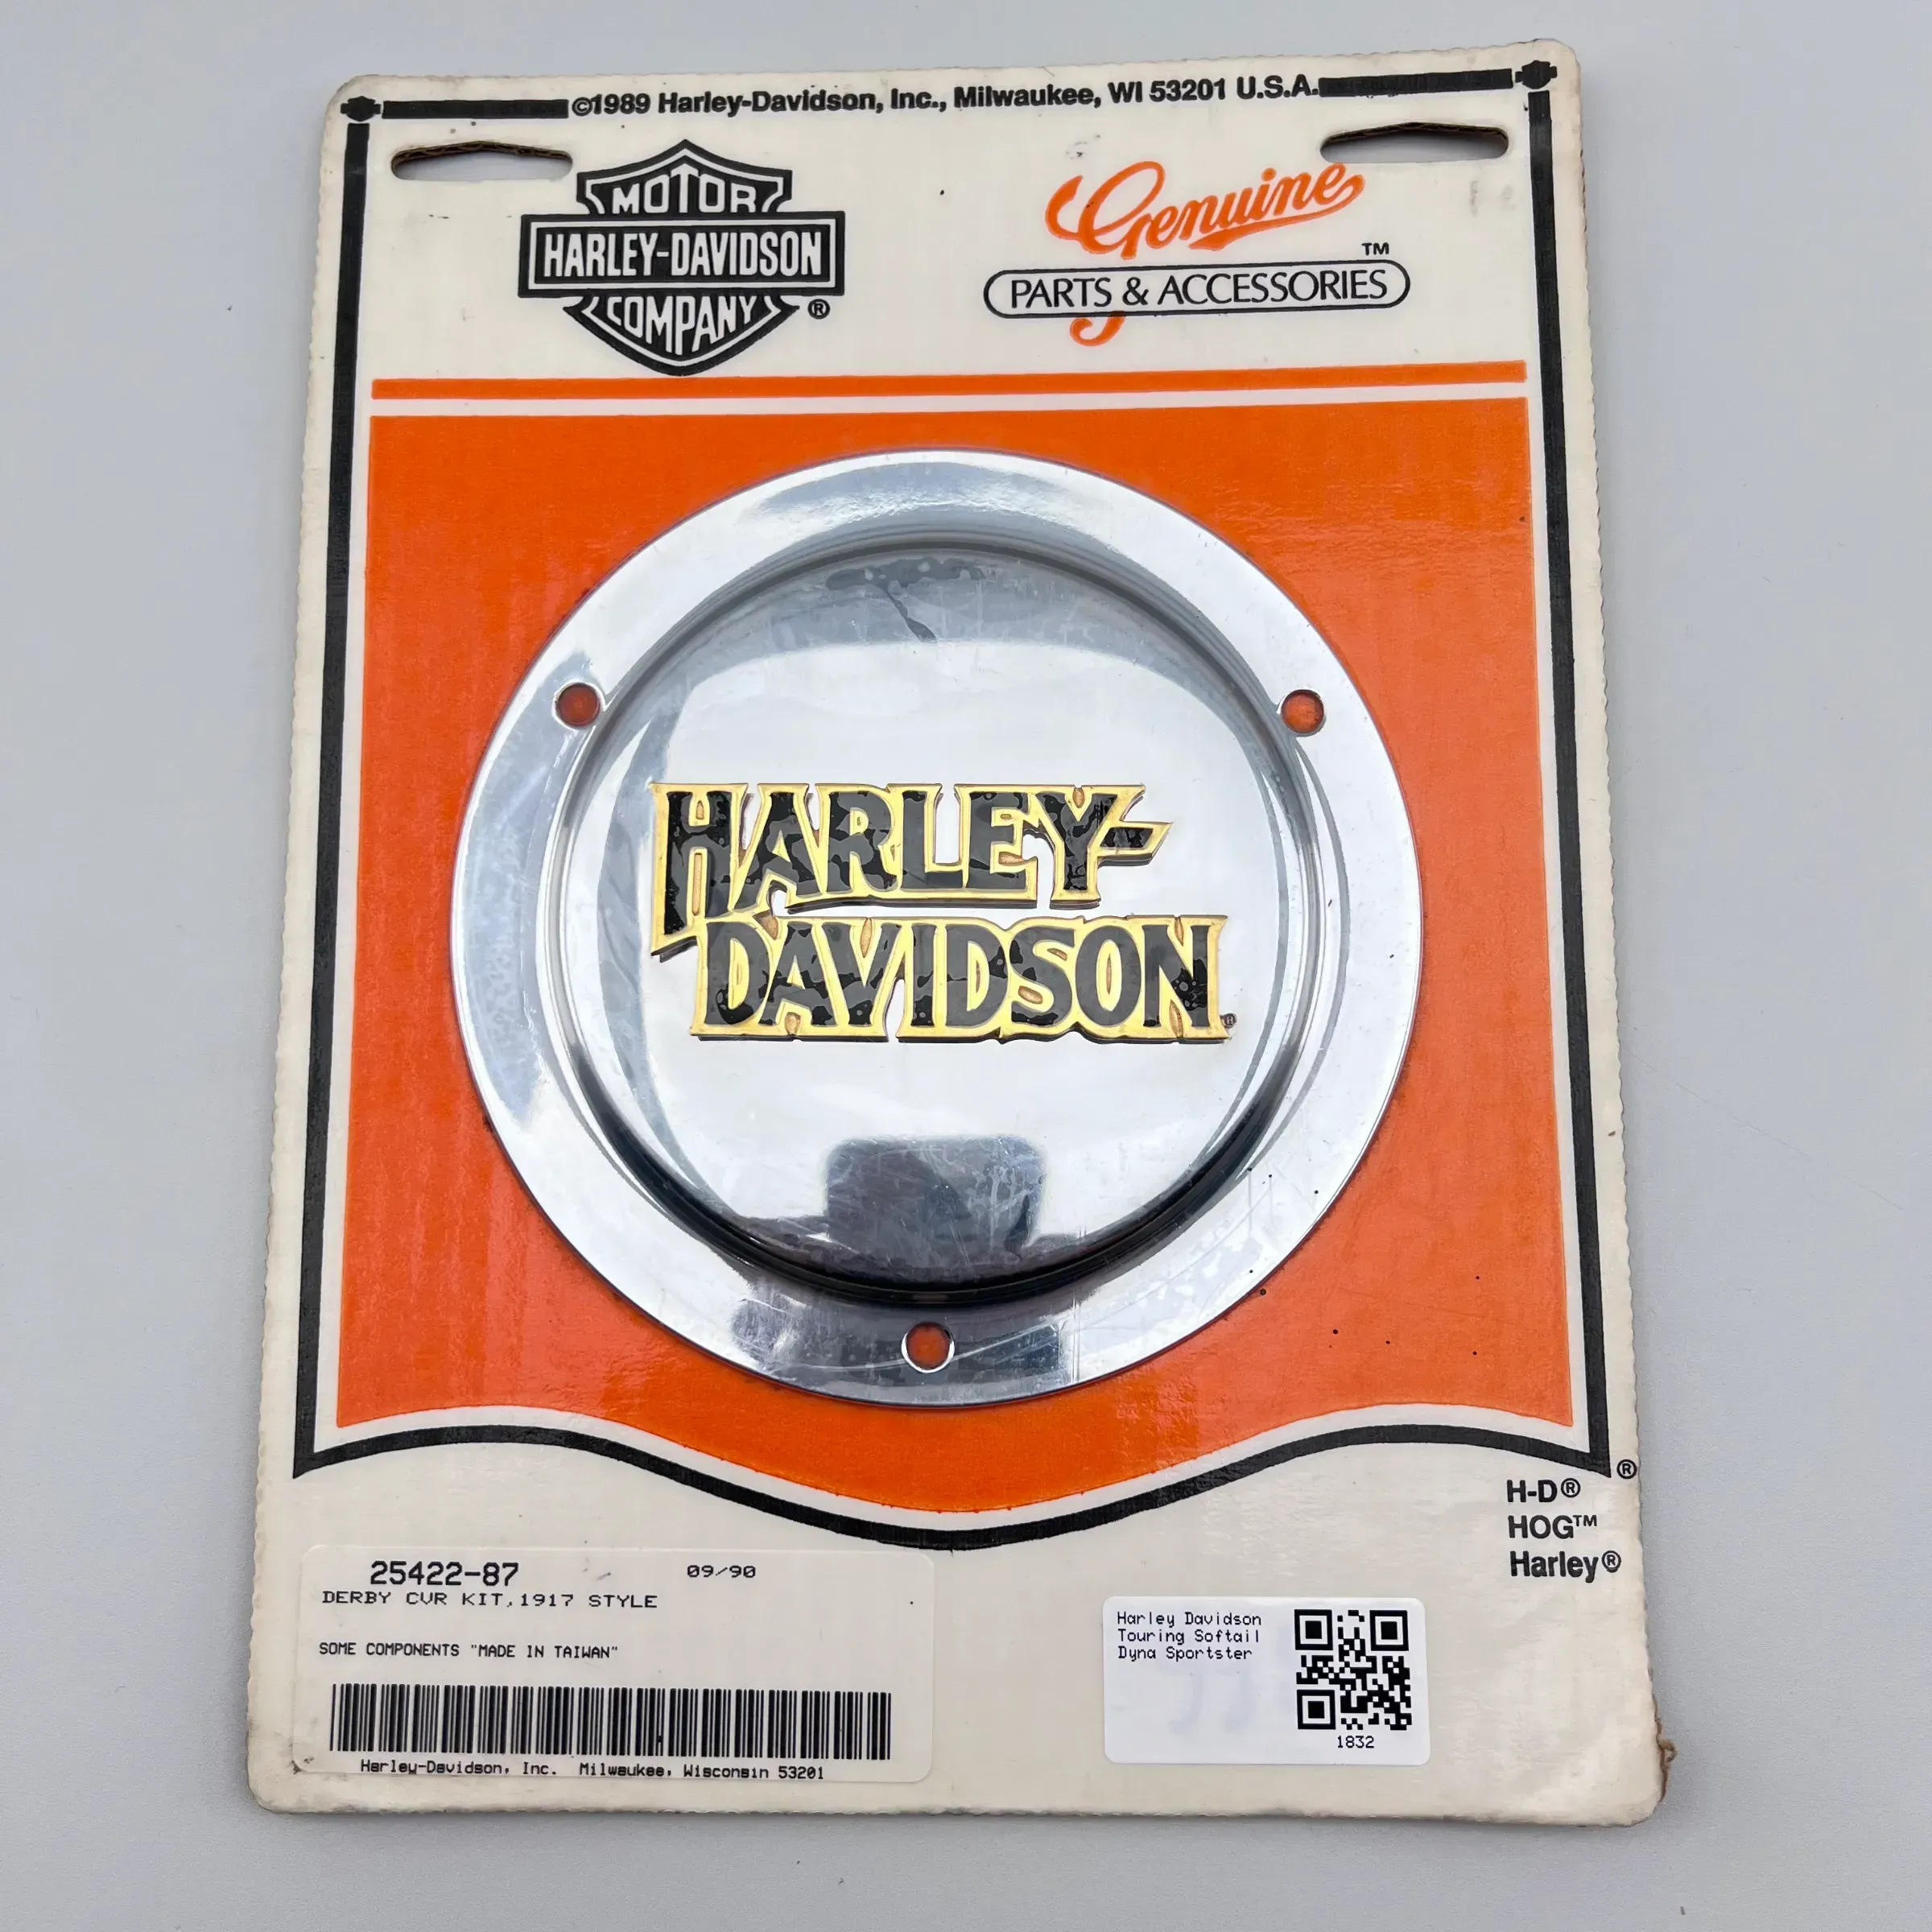 ©1989 Harley-Davidson, Inc., Milwaukee, WI 53201 U.S.A.
MOTOR
HARLEY-DAVIDSON
COMPANY
®
Genuine
TM
PARTS & ACCESSORIES
HARLEY-
DAVIDSON
®
®
H-D®
HOG™
Harley®
25422-87 09/90
DERBY CVR KIT,1917 STYLE
SOME COMPONENTS "MADE IN TAIWAN"
Harley-Davidson, Inc. Milwaukee, Wisconsin 53201
Harley Davidson
Touring Softail
Dyna Sportster
1832